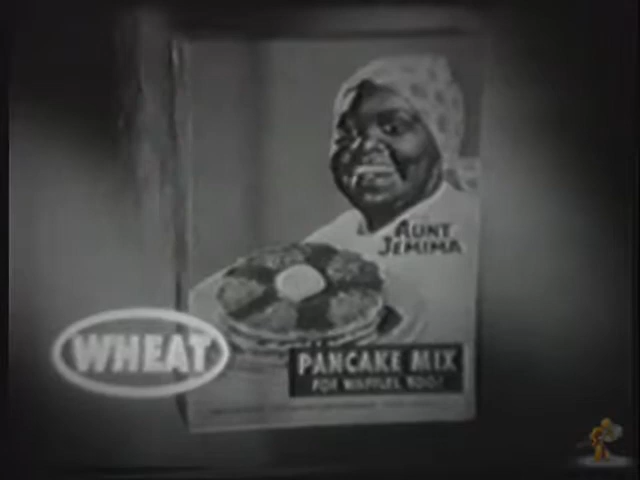 AUNT
JEMIMA
WHEAT
PANCAKE MIX
FOR WAFFLES, TOO!